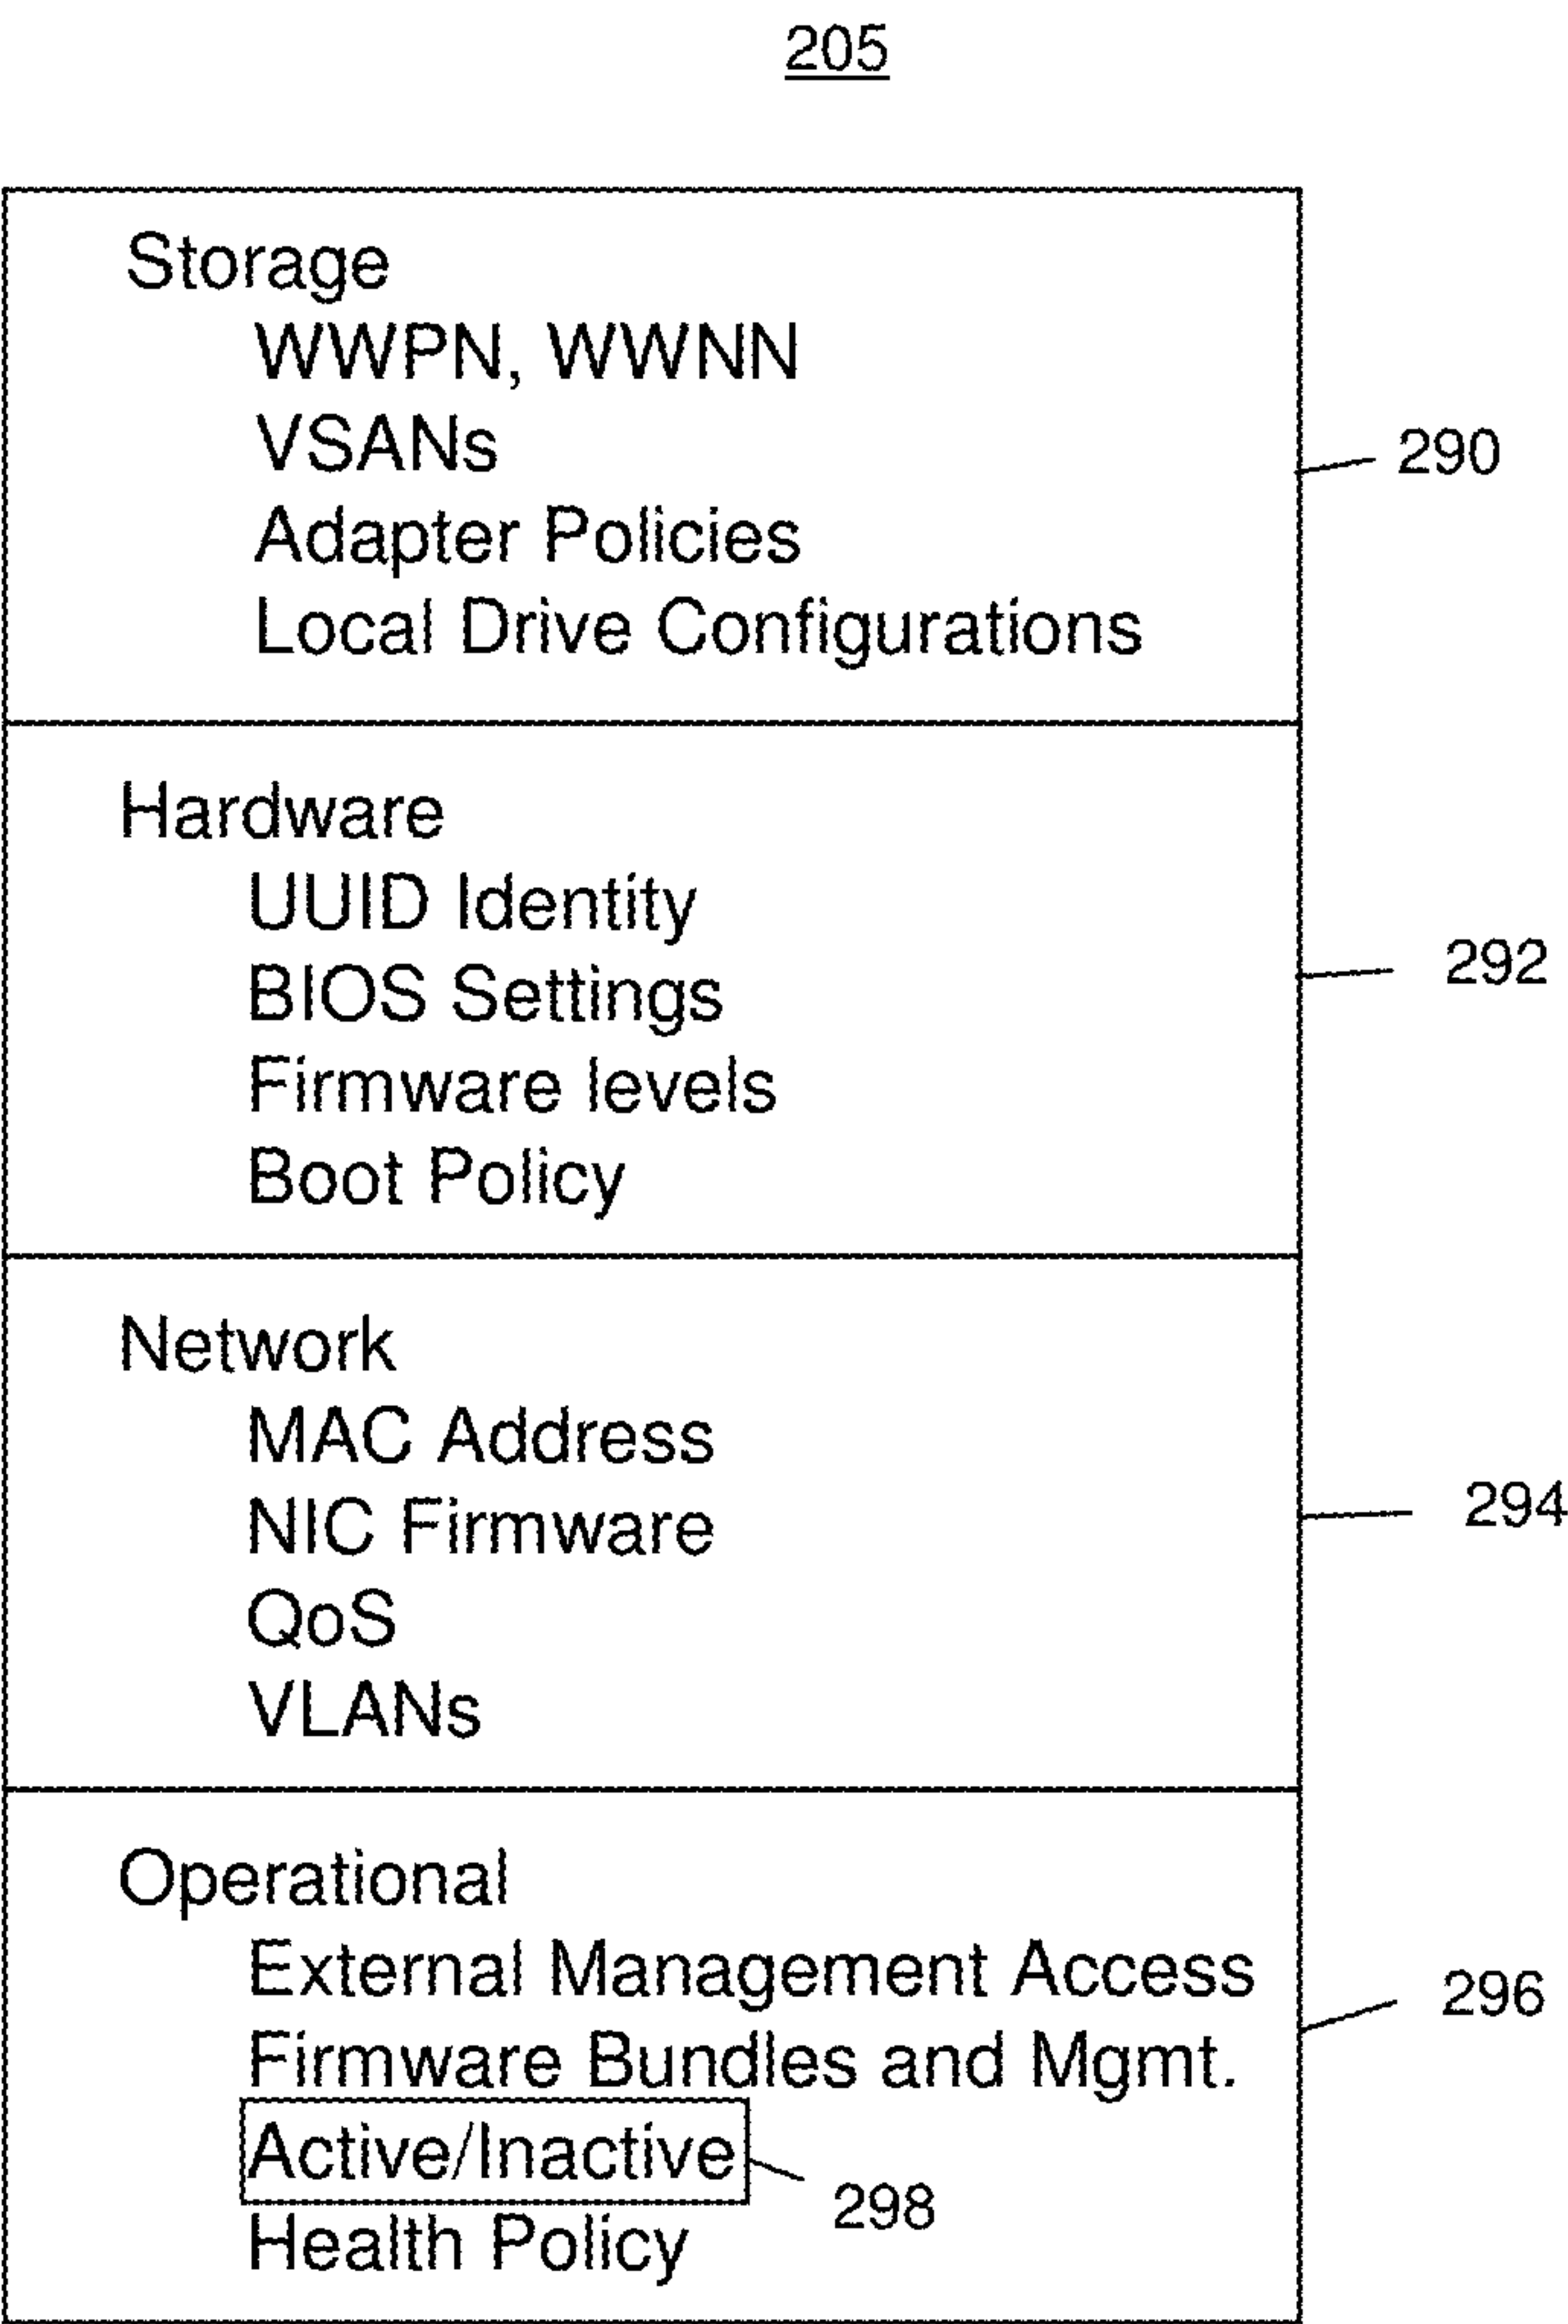 205
Storage
WWPN, WWNN
VSANs
290
Adapter Policies
Local Drive Configurations
Hardware
UUID Identity
292
BIOS Settings
Firmware levels
Boot Policy
Network
MAC Address
294
NIC Firmware
QoS
VLANs
Operational
External Management Access
296
Firmware Bundles and Mgmt.
Active/Inactive
298
Health Policy